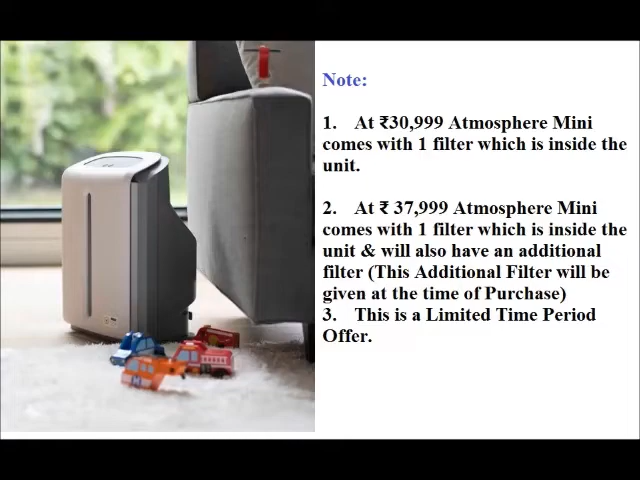 Note:
1. At ₹30,999 Atmosphere Mini
comes with 1 filter which is inside the
unit.
2. At ₹ 37,999 Atmosphere Mini
comes with 1 filter which is inside the
unit & will also have an additional
filter (This Additional Filter will be
given at the time of Purchase)
3. This is a Limited Time Period
Offer.